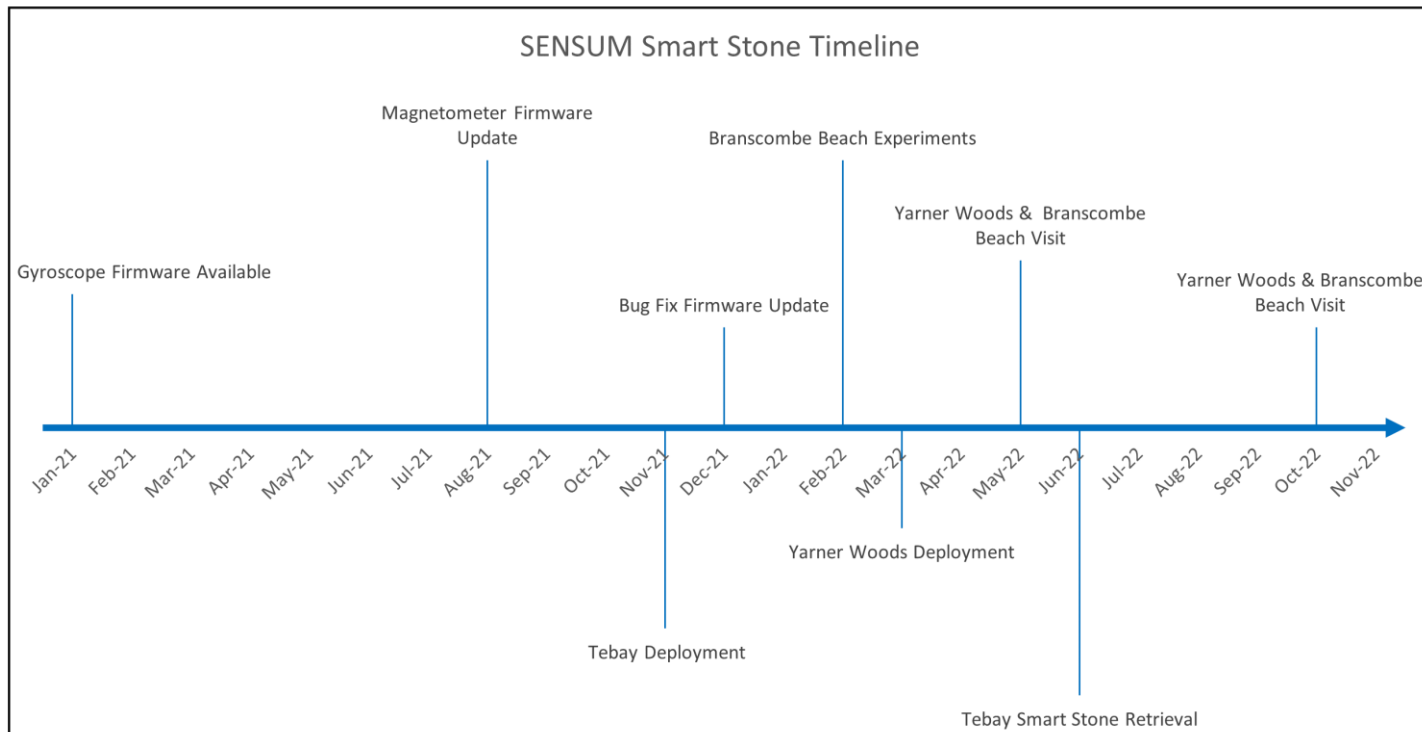 SENSUM Smart Stone Timeline
Magnetometer Firmware
Update
Branscombe Beach Experiments
Yarner Woods & Branscombe
Beach Visit
Gyroscope Firmware Available
Yarner Woods & Branscombe
Beach Visit
Bug Fix Firmware Update
Jan-21
Feb-21
Mar-21
Apr-21
May-21
Jun-21
Jul-21
Aug-21
Sep-21
Oct-21
Nov-21
Dec-21
Jan-22
Feb-22
Mar-22
Apr-22
May-22
Jun-22
Jul-22
Aug-22
Sep-22
Oct-22
Nov-22
Yarner Woods Deployment
Tebay Deployment
Tebay Smart Stone Retrieval